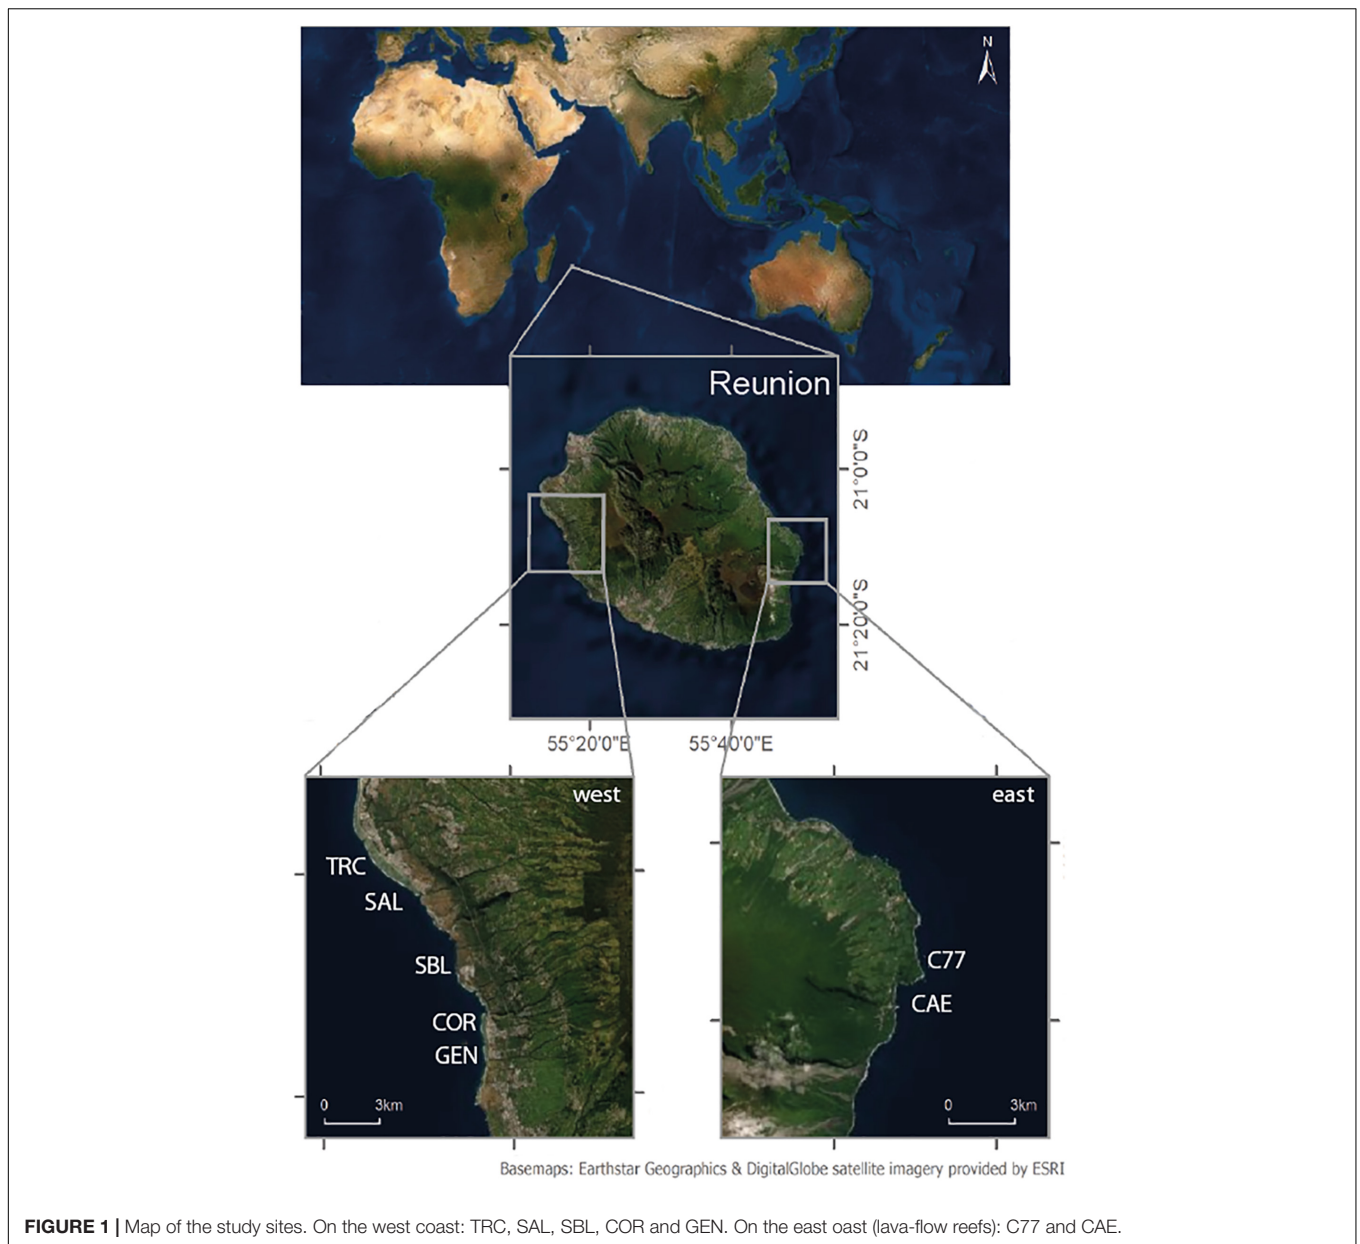 N
Reunion
21°0'0"S
21°20'0"S
55°20'0"E
55°40'0"E
west
TRC
SAL
SBL
COR
GEN
0 3km
east
C77
CAE
0 3km
Basemaps: Earthstar Geographics & DigitalGlobe satellite imagery provided by ESRI
FIGURE 1 | Map of the study sites. On the west coast: TRC, SAL, SBL, COR and GEN. On the east oast (lava-flow reefs): C77 and CAE.